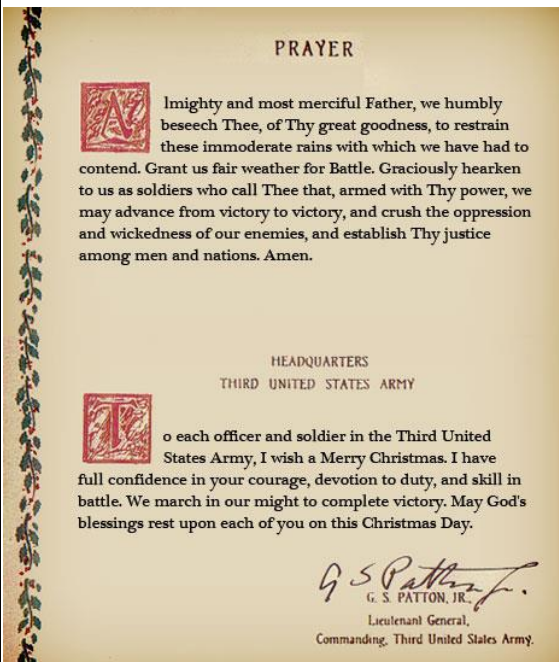 PRAYER
Almighty and most merciful Father, we humbly
beseech Thee, of Thy great goodness, to restrain
these immoderate rains with which we have had to
contend. Grant us fair weather for Battle. Graciously hearken
to us as soldiers who call Thee that, armed with Thy power, we
may advance from victory to victory, and crush the oppression
and wickedness of our enemies, and establish Thy justice
among men and nations. Amen.
HEADQUARTERS
THIRD UNITED STATES ARMY
To each officer and soldier in the Third United
States Army, I wish a Merry Christmas. I have
full confidence in your courage, devotion to duty, and skill in
battle. We march in our might to complete victory. May God's
blessings rest upon each of you on this Christmas Day.
G S Patton Jr.
G. S. PATTON, JR.,
Lieutenant General,
Commanding, Third United States Army.